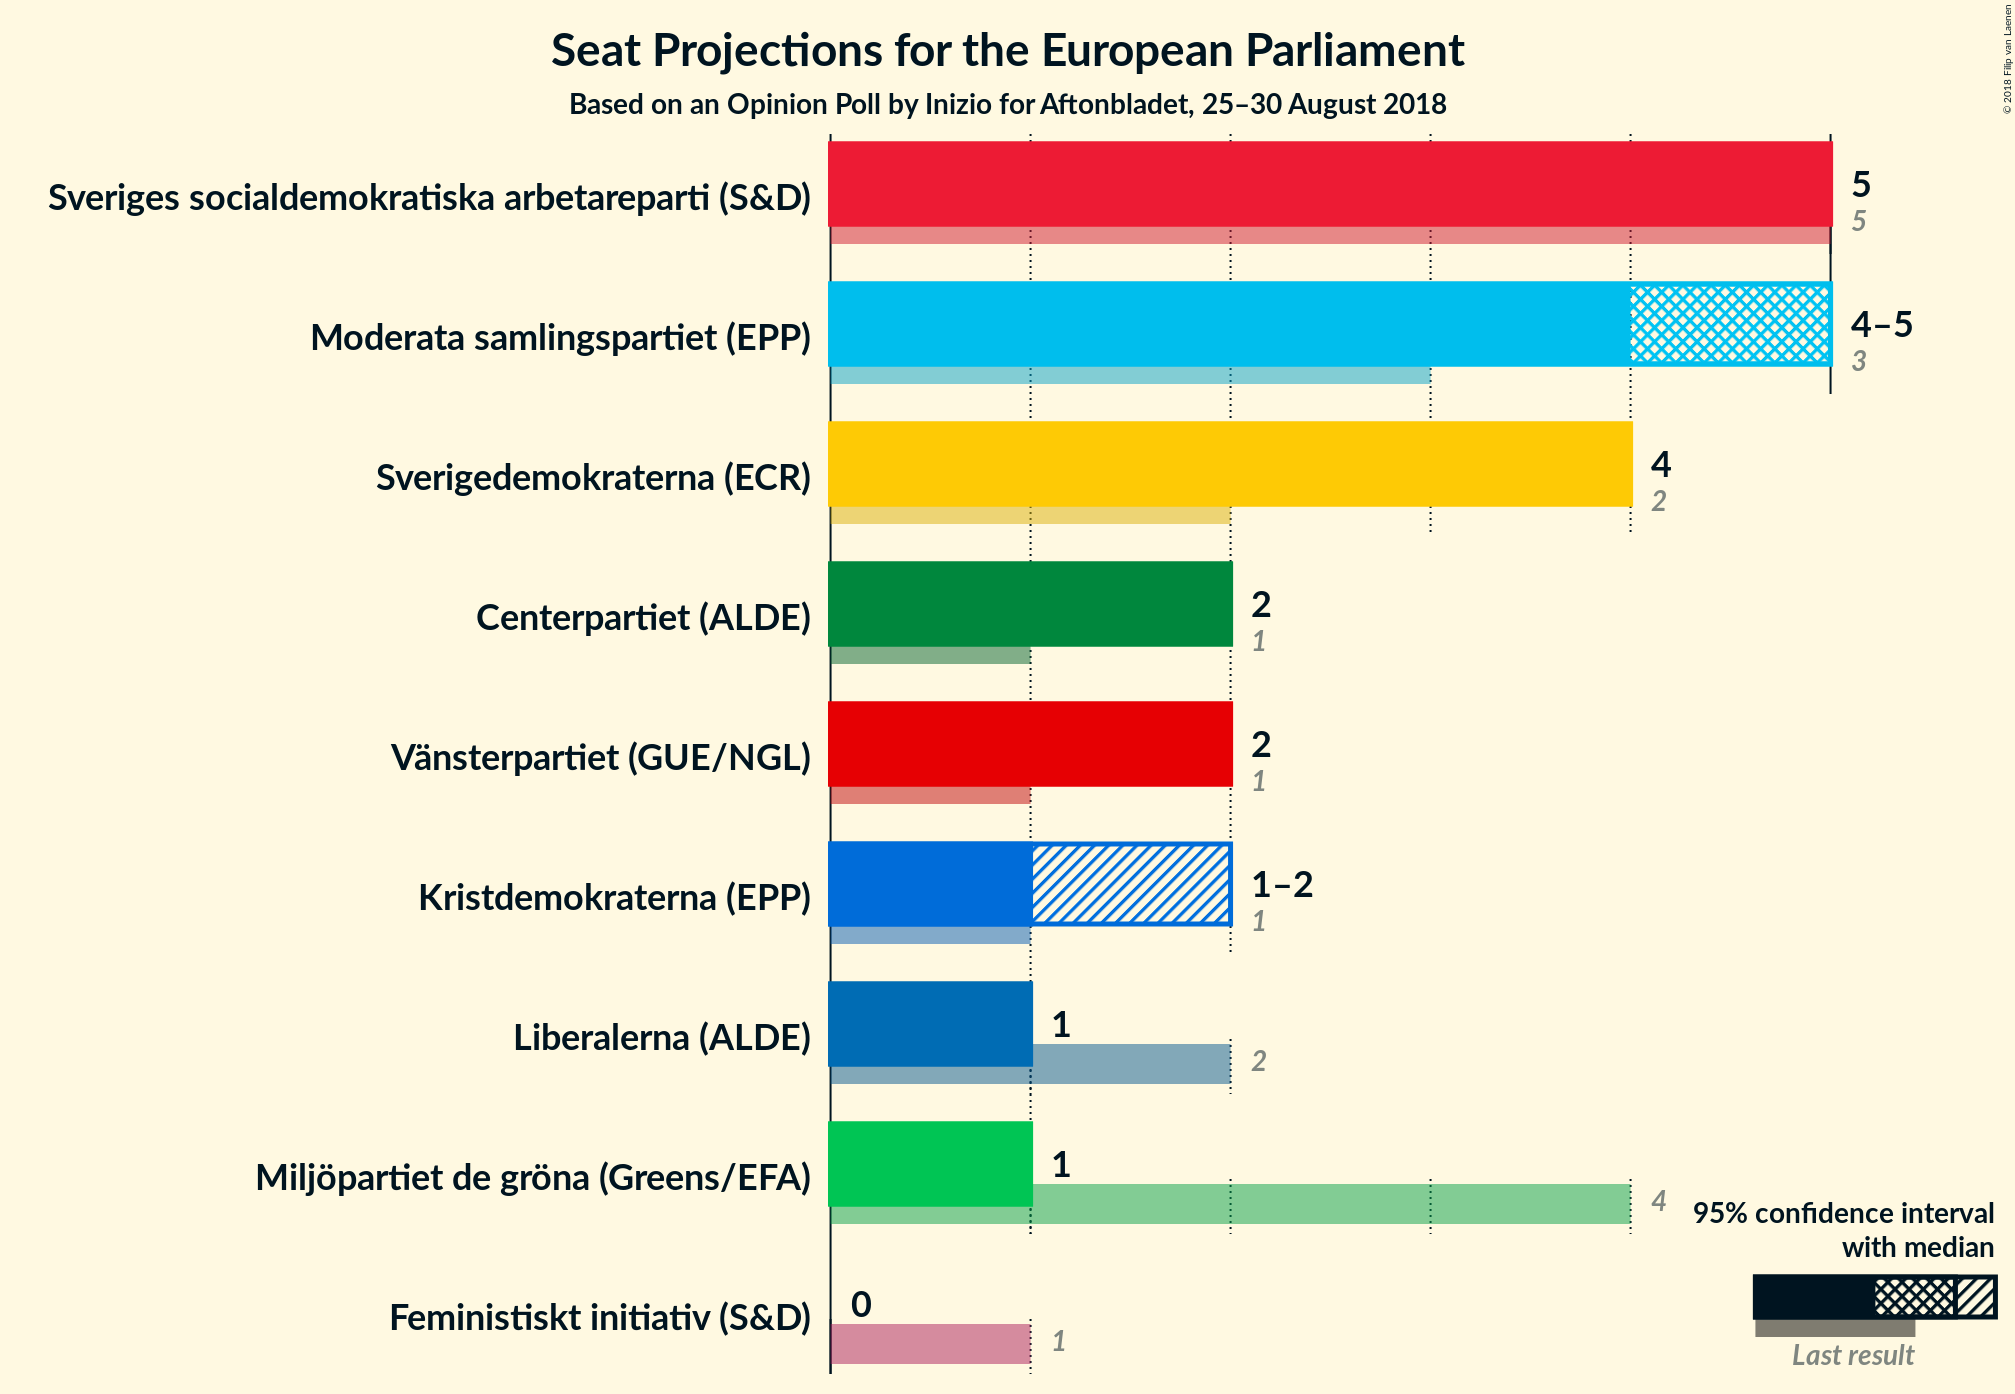 Seat Projections for the European Parliament
Based on an Opinion Poll by Inizio for Aftonbladet, 25–30 August 2018
© 2018 Filip van Laenen
Sveriges socialdemokratiska arbetareparti (S&D)
5
5
Moderata samlingspartiet (EPP)
4–5
3
Sverigedemokraterna (ECR)
4
2
Centerpartiet (ALDE)
2
1
Vänsterpartiet (GUE/NGL)
2
1
Kristdemokraterna (EPP)
1–2
1
Liberalerna (ALDE)
1
2
Miljöpartiet de gröna (Greens/EFA)
1
4
Feministiskt initiativ (S&D)
0
1
95% confidence interval
with median
Last result